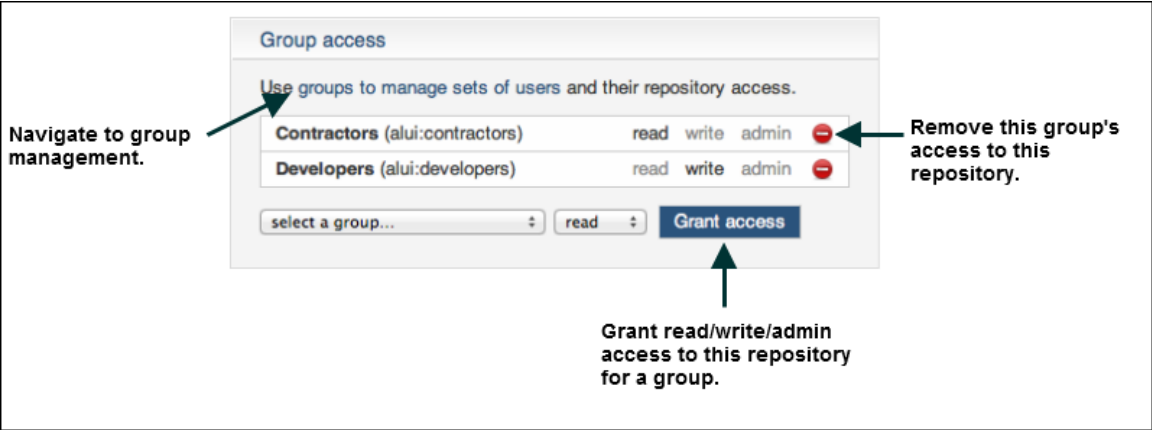 Group access
Use groups to manage sets of users and their repository access.
Navigate to group
management.
Contractors (alui:contractors) read write admin
Developers (alui:developers) read write admin
Remove this group's
access to this
repository.
select a group... read Grant access
Grant read/write/admin
access to this repository
for a group.